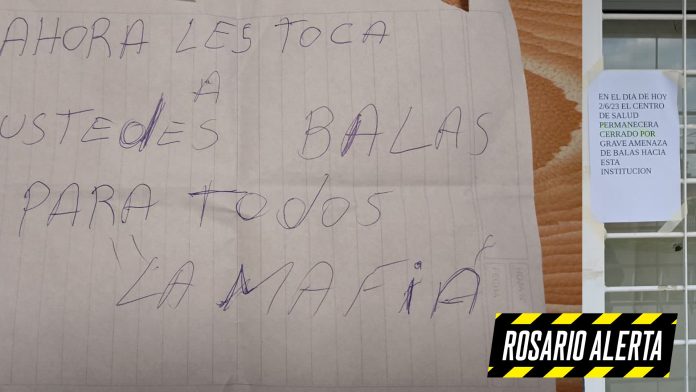 AHORA LES TOCA
A
USTEDES BALAS
PARA TODOS
"LA MAFIA"
EN EL DIA DE HOY
2/6/23 EL CENTRO
DE SALUD
PERMANECERA
CERRADO POR
GRAVE AMENAZA
DE BALAS HACIA
ESTA
INSTITUCION
FECHA
ROSARIO ALERTA